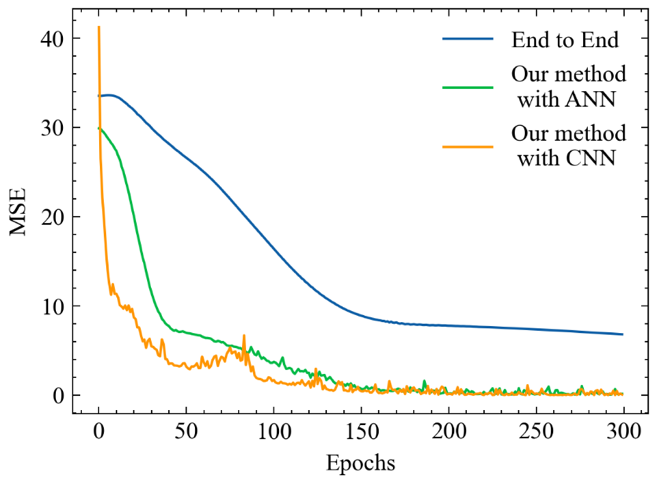 40
30
20
10
0
MSE
End to End
Our method
with ANN
Our method
with CNN
0 50 100 150 200 250 300
Epochs